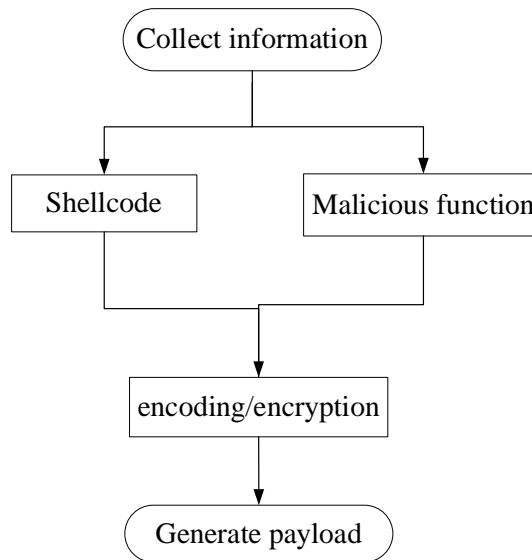 Collect information
Shellcode
Malicious function
encoding/encryption
Generate payload